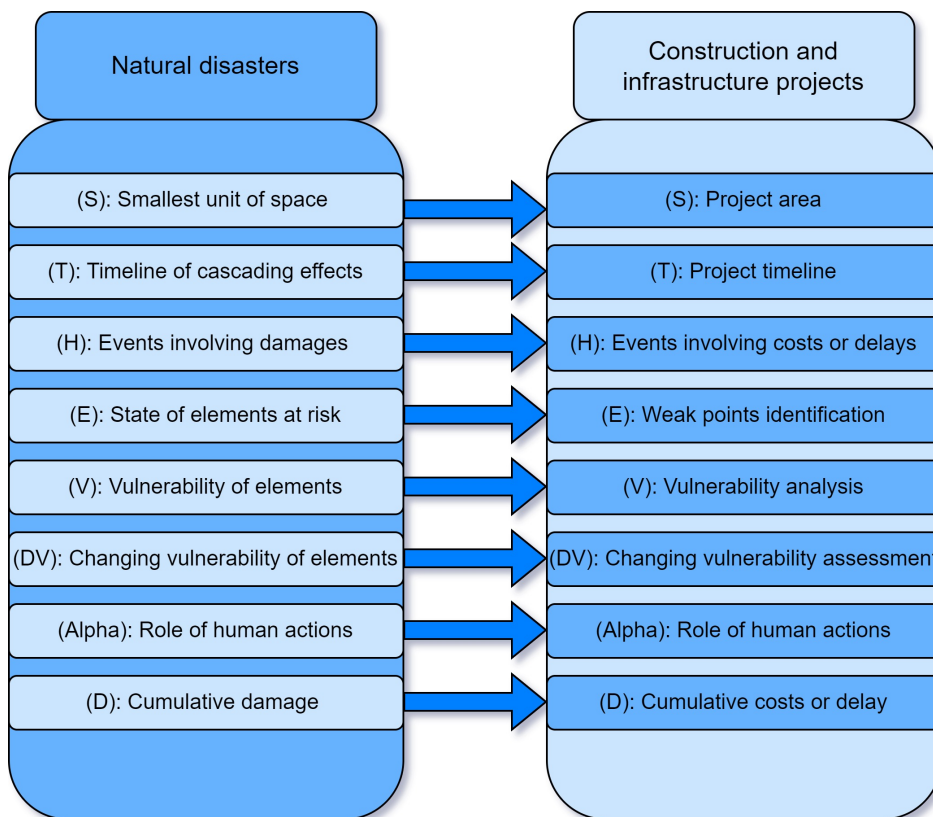 Natural disasters
Construction and
infrastructure projects
(S): Smallest unit of space
(S): Project area
(T): Timeline of cascading effects
(T): Project timeline
(H): Events involving damages
(H): Events involving costs or delays
(E): State of elements at risk
(E): Weak points identification
(V): Vulnerability of elements
(V): Vulnerability analysis
(DV): Changing vulnerability of elements
(DV): Changing vulnerability assessment
(Alpha): Role of human actions
(Alpha): Role of human actions
(D): Cumulative damage
(D): Cumulative costs or delay